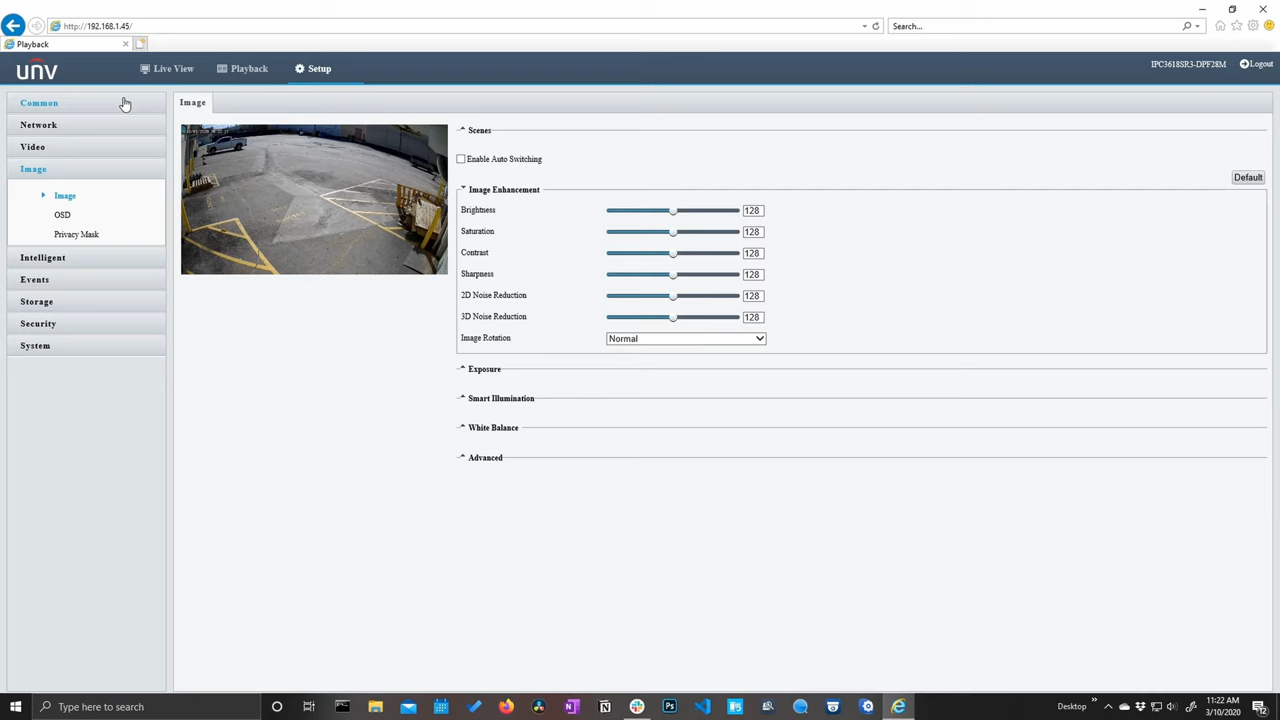 http://192.168.1.45/
Search...
Playback
unv
Live View
Playback
Setup
IPC3618SR3-DPF28M
Logout
Common
Network
Video
Image
Image
OSD
Privacy Mask
Intelligent
Events
Storage
Security
System
Image
Scenes
Enable Auto Switching
Default
Image Enhancement
Brightness 128
Saturation 128
Contrast 128
Sharpness 128
2D Noise Reduction 128
3D Noise Reduction 128
Image Rotation Normal
Exposure
Smart Illumination
White Balance
Advanced
Type here to search
Desktop
11:22 AM
3/10/2020